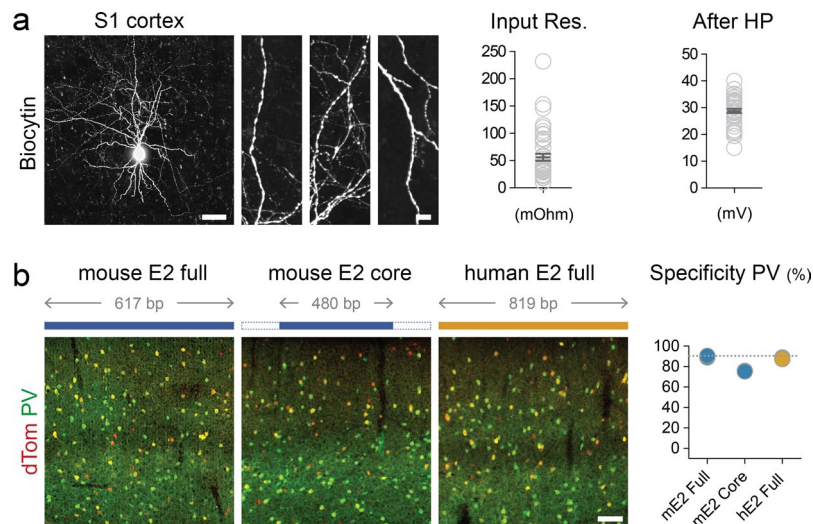 a
S1 cortex
Input Res.
After HP
Biocytin
250
200
150
100
50
0
(mOhm)
50
40
30
20
10
0
(mV)
b
mouse E2 full
mouse E2 core
human E2 full
Specificity PV (%)
617 bp
480 bp
819 bp
dTom PV
100
80
60
40
20
0
mE2 Full
mE2 Core
hE2 Full